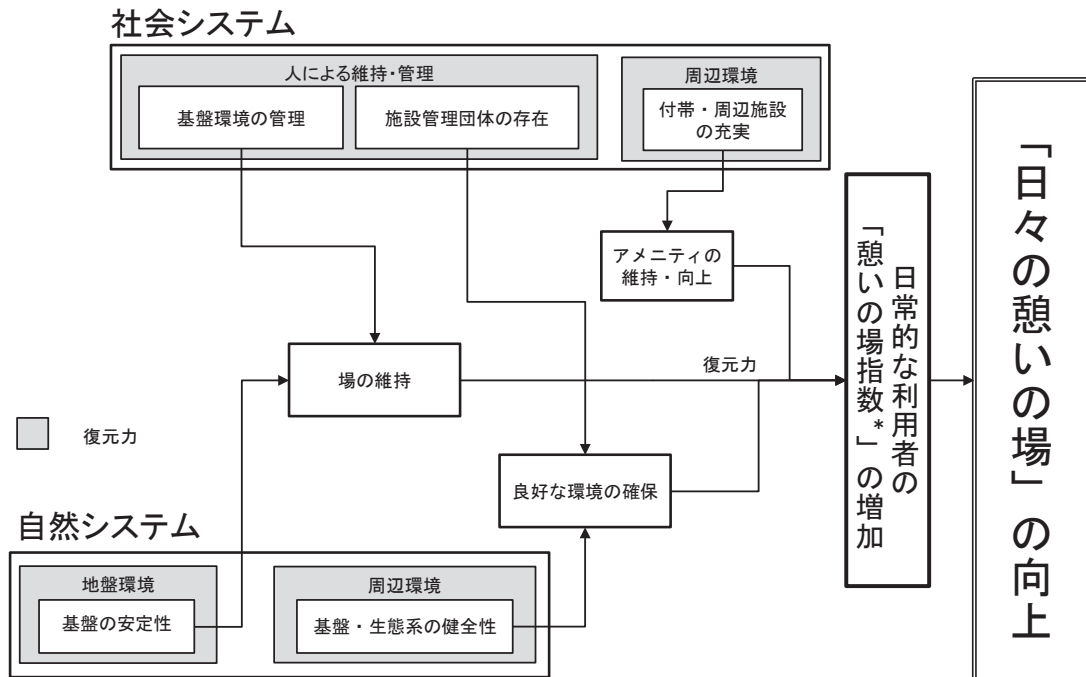 社会システム
人による維持・管理
基盤環境の管理
施設管理団体の存在
周辺環境
付帯・周辺施設
の充実
アメニティの
維持・向上
場の維持
復元力
良好な環境の確保
復元力
自然システム
地盤環境
基盤の安定性
周辺環境
基盤・生態系の健全性
日常的な利用者の
「憩いの場指数*」の増加
「日々の憩いの場」の向上